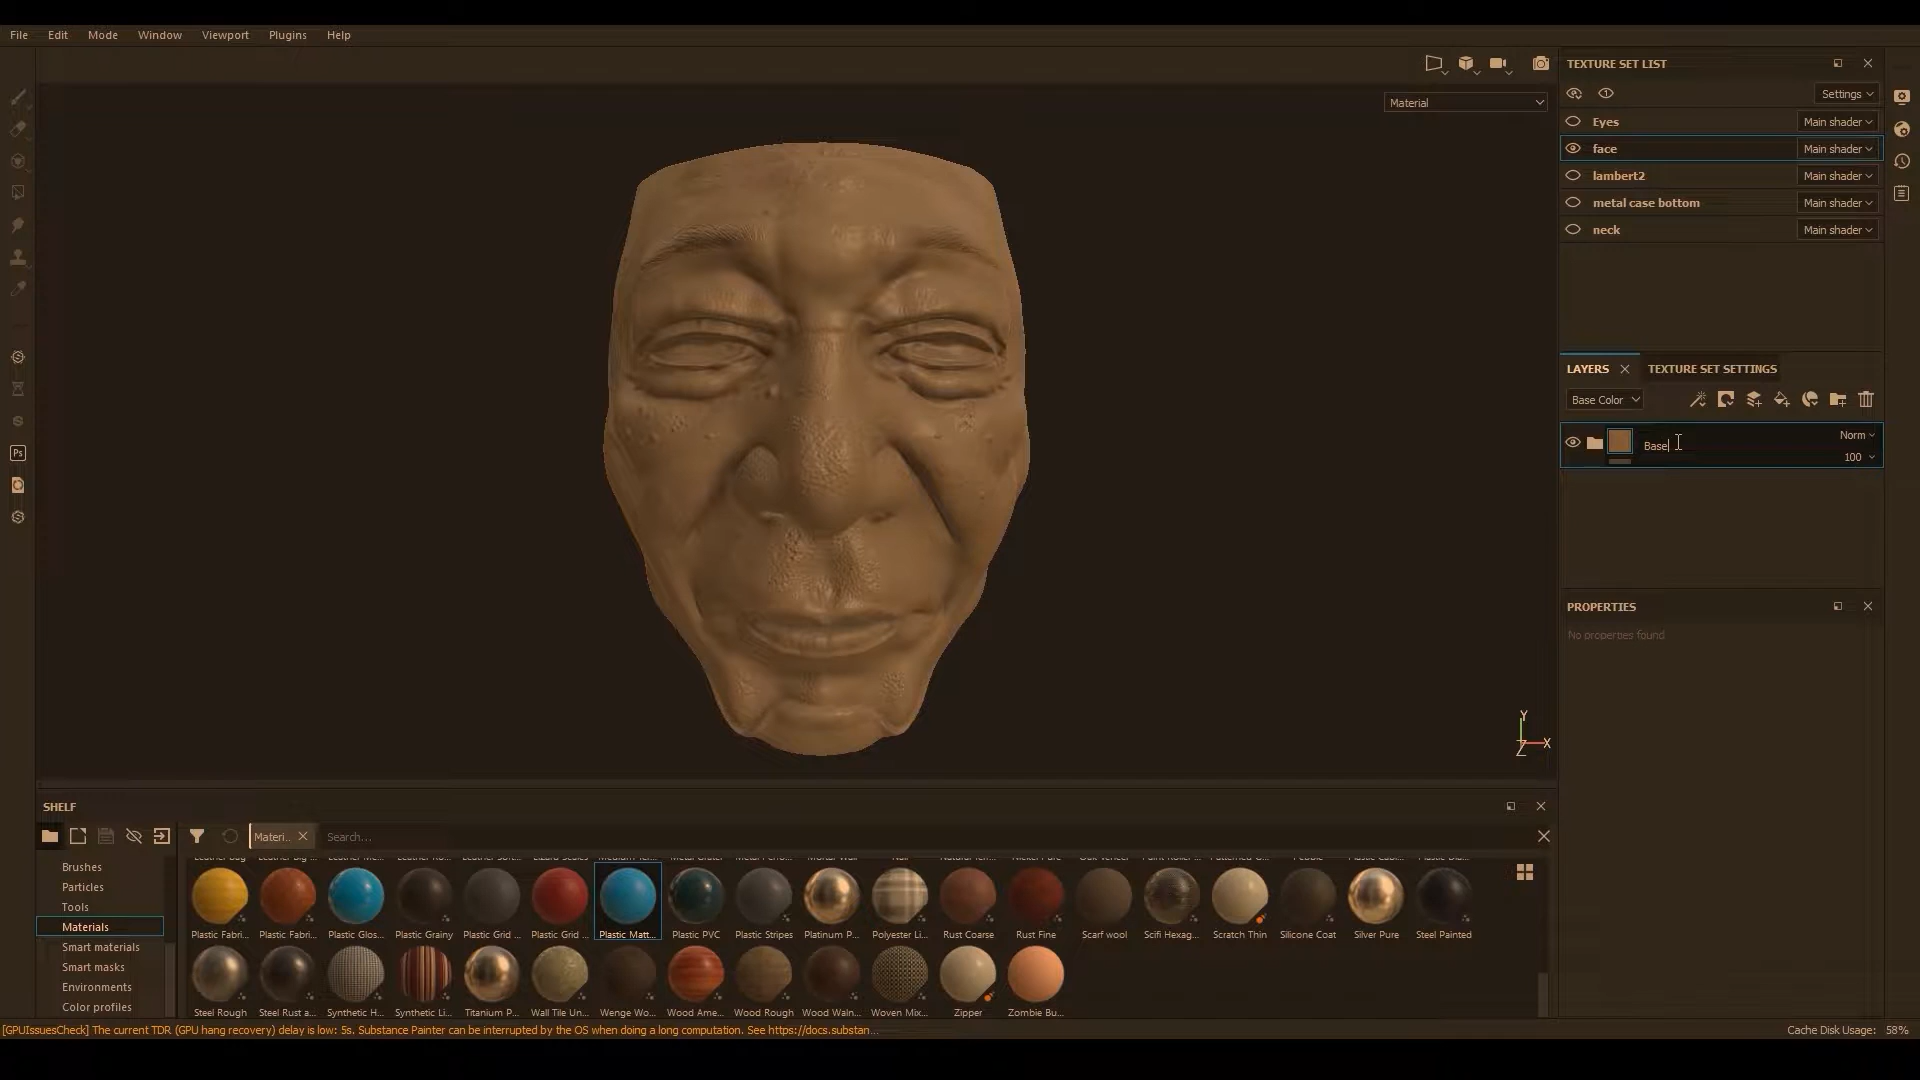 File Edit Mode Window Viewport Plugins Help
TEXTURE SET LIST
Material
Settings
Eyes Main shader
face Main shader
lambert2 Main shader
metal case bottom Main shader
neck Main shader
LAYERS TEXTURE SET SETTINGS
Base Color
Base Norm
100
PROPERTIES
No properties found
Y
X
Z
SHELF
Materi.. Search...
Brushes
Particles
Tools
Materials
Smart materials
Smart masks
Environments
Color profiles
Plastic Fabri... Plastic Fabri... Plastic Glos... Plastic Grainy Plastic Grid ... Plastic Grid ... Plastic Matt... Plastic PVC Plastic Stripes Platinum P... Polyester Li... Rust Coarse Rust Fine Scarf wool Scifi Hexag... Scratch Thin Silicone Coat Silver Pure Steel Painted
Steel Rough Steel Rust a... Synthetic H... Synthetic Li... Titanium P... Wall Tile Un... Wenge Wo... Wood Ame... Wood Rough Wood Waln... Woven Mix... Zipper Zombie Bu...
[GPUIssuesCheck] The current TDR (GPU hang recovery) delay is low: 5s. Substance Painter can be interrupted by the OS when doing a long computation. See https://docs.substan...
Cache Disk Usage: 58%
Ps